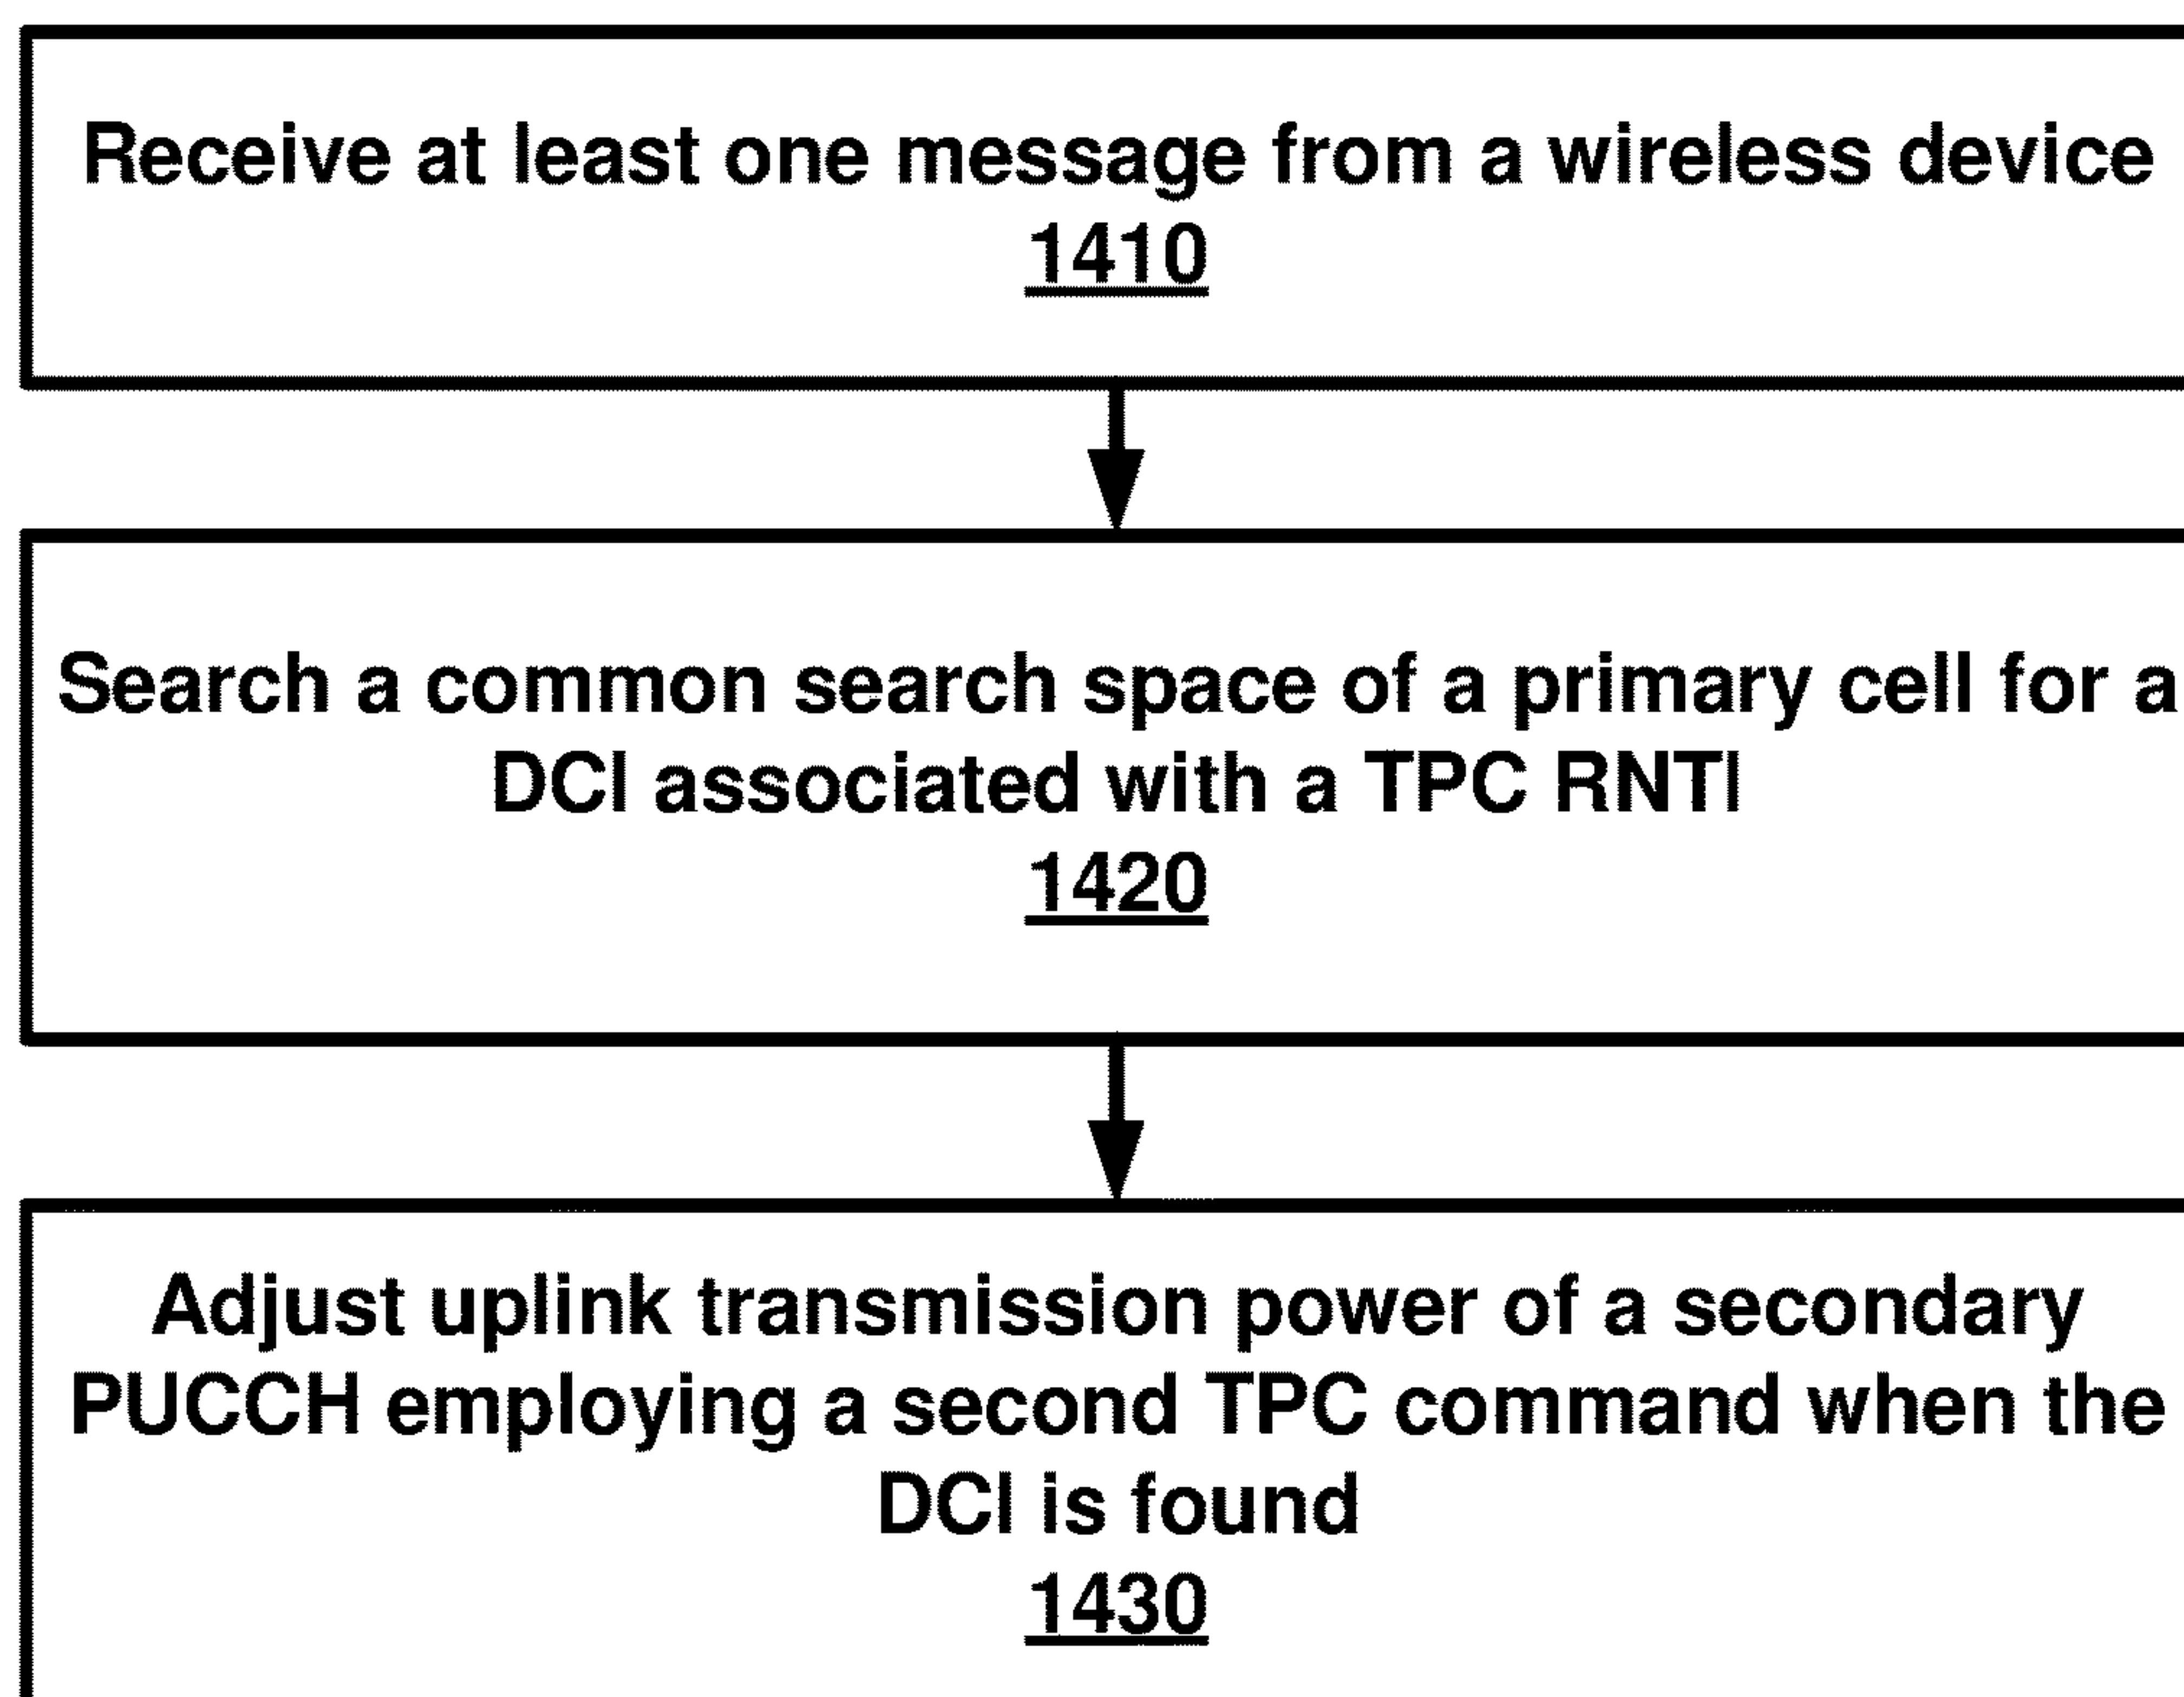 Receive at least one message from a wireless device
1410
Search a common search space of a primary cell for a
DCI associated with a TPC RNTI
1420
Adjust uplink transmission power of a secondary
PUCCH employing a second TPC command when the
DCI is found
1430